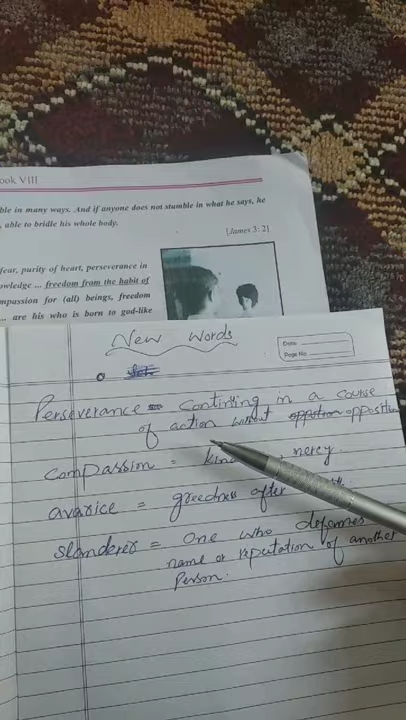 ook VIII
ble in many ways. And if anyone does not stumble in what he says, he
, able to bridle his whole body.
[James 3: 2]
fear, purity of heart, perseverance in
owledge ... freedom from the habit of
mpassion for (all) beings, freedom
... are his who is born to god-like
New Words
Date
Page No.
Perseverance = Continuing in a course
of action without opposition
compassion = mercy.
avarice = greedness after
slanderer = One who defames
name or reputation of another
Person.